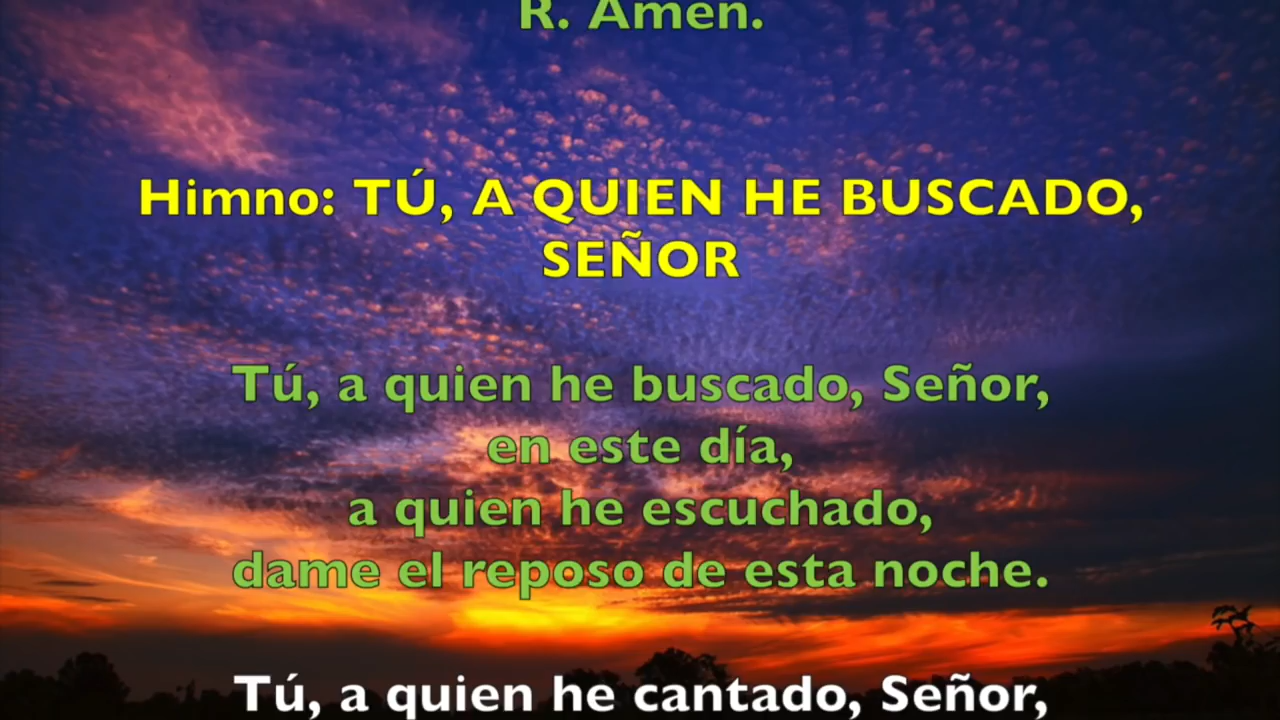 R. Amén.
Himno: TÚ, A QUIEN HE BUSCADO,
SEÑOR
Tú, a quien he buscado, Señor,
en este día,
a quien he escuchado,
dame el reposo de esta noche.
Tú, a quien he cantado, Señor,